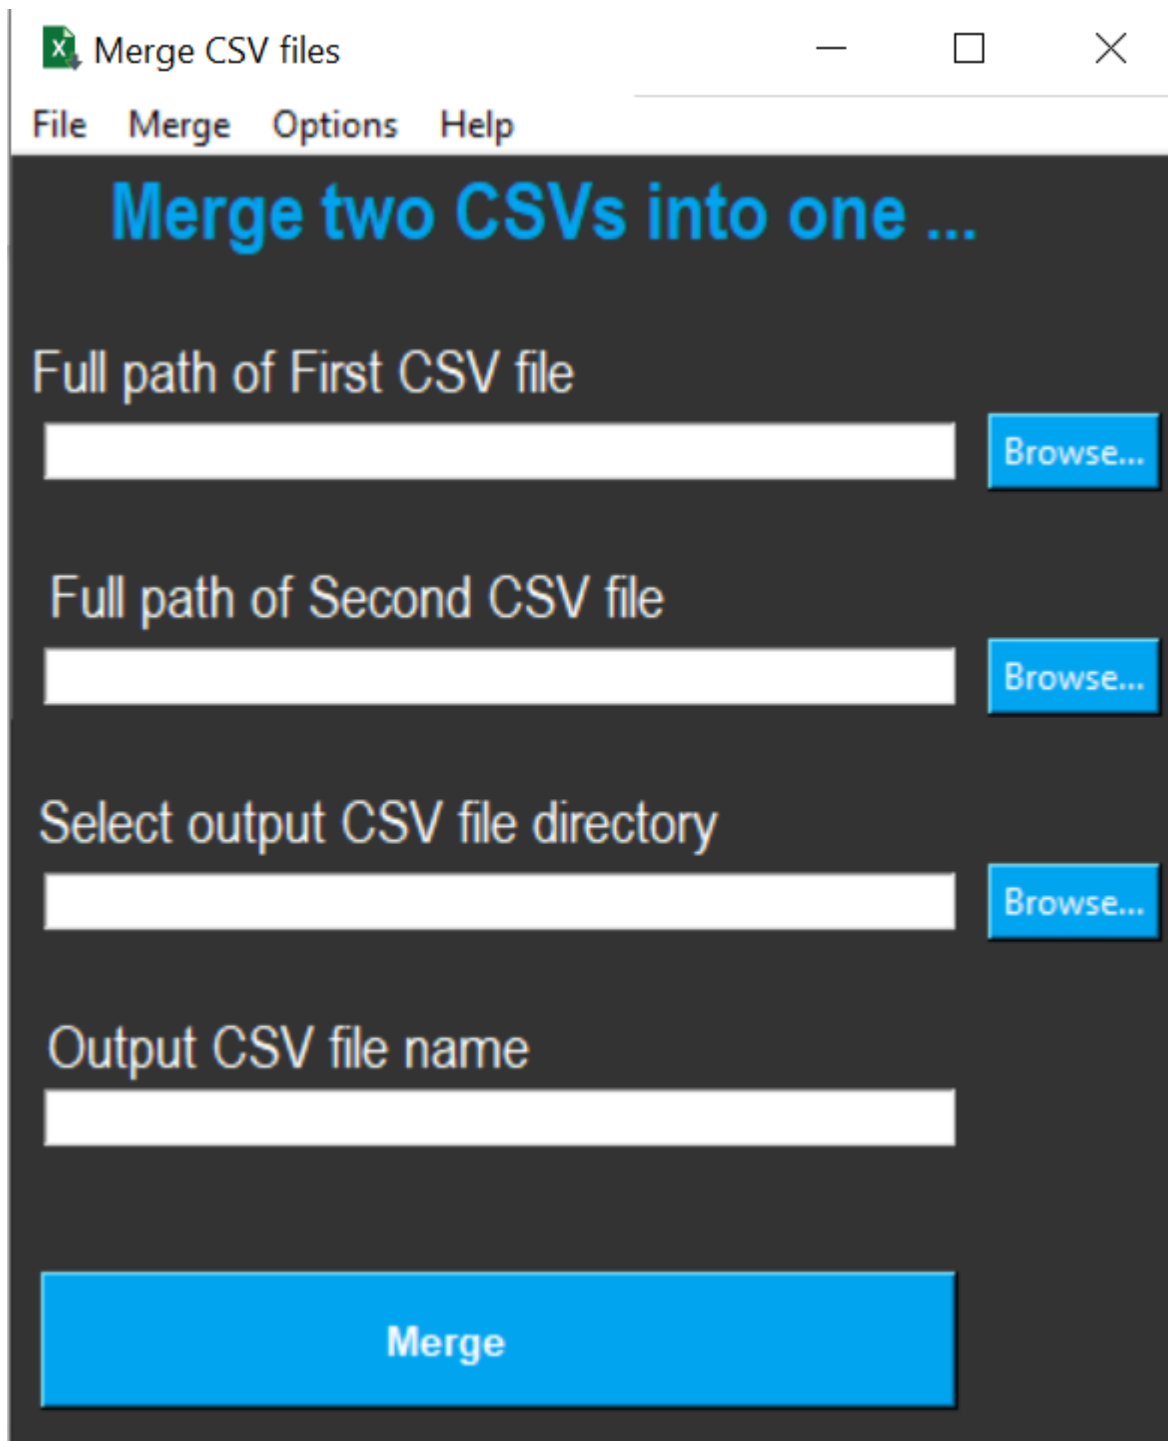 Merge CSV files
File Merge Options Help
Merge two CSVs into one ...
Full path of First CSV file
Browse...
Full path of Second CSV file
Browse...
Select output CSV file directory
Browse...
Output CSV file name
Merge